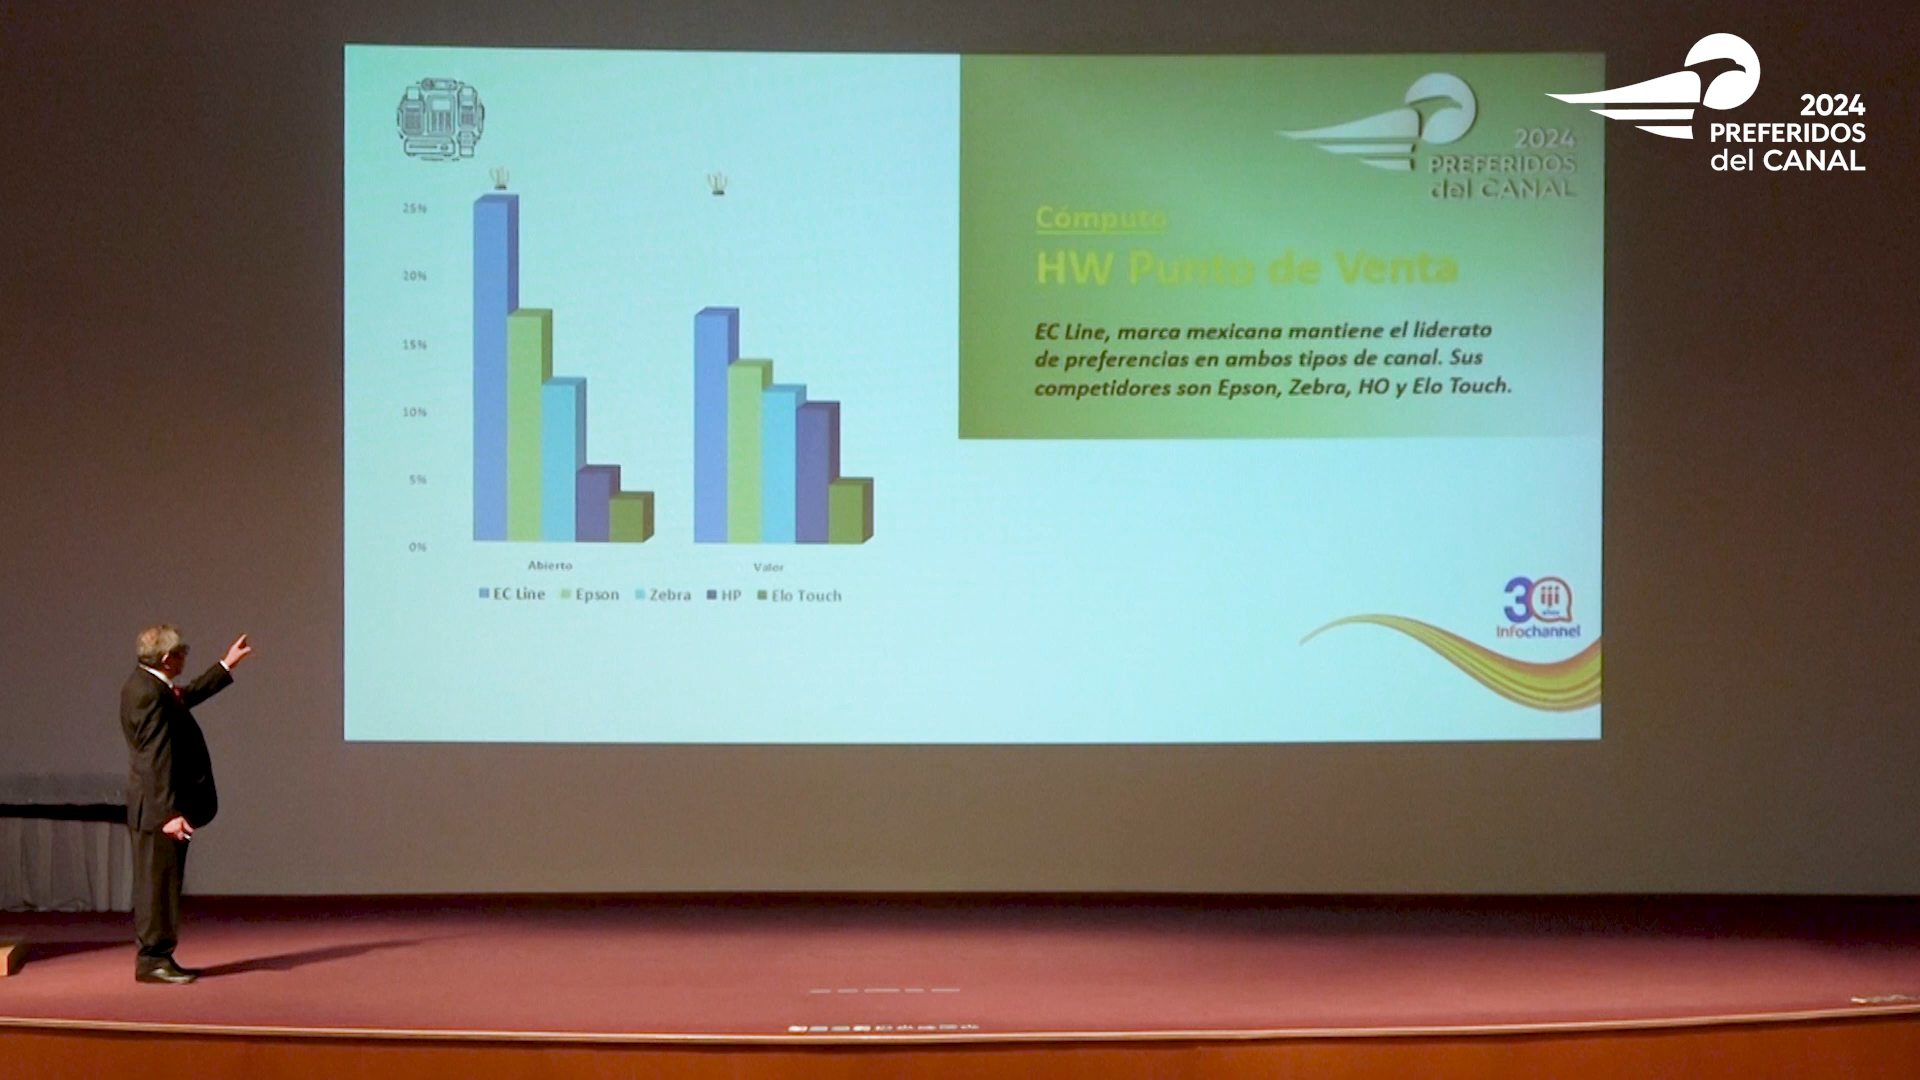 2024
PREFERIDOS
del CANAL
2024
PREFERIDOS
del CANAL
Cómputo
HW Punto de Venta
EC Line, marca mexicana mantiene el liderato
de preferencias en ambos tipos de canal. Sus
competidores son Epson, Zebra, HO y Elo Touch.
25%
20%
15%
10%
5%
0%
Abierto
Valor
EC Line Epson Zebra HP Elo Touch
30
años
Infochannel